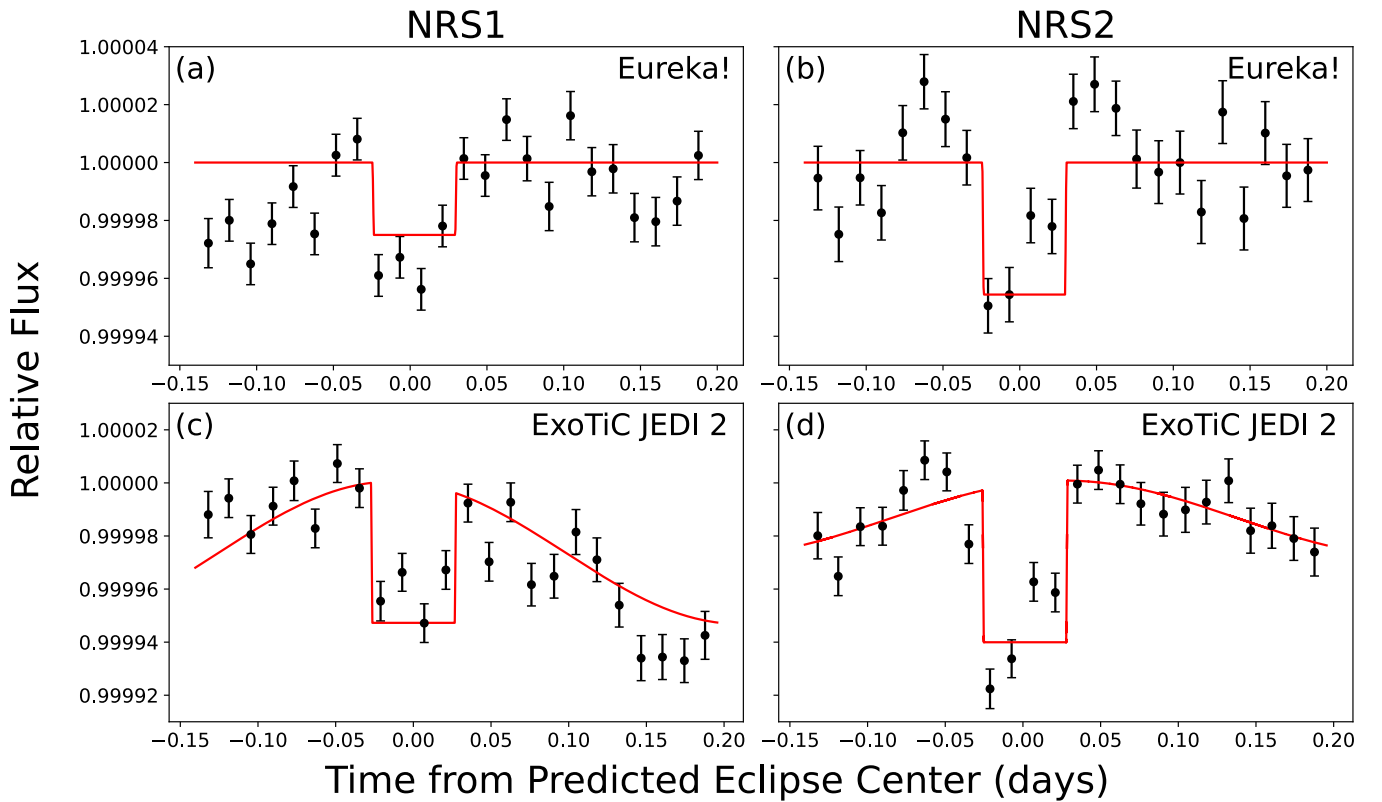 NRS1
NRS2
Relative Flux
(a)
Eureka!
1.00004
1.00002
1.00000
0.99998
0.99996
0.99994
−0.15 −0.10 −0.05 0.00 0.05 0.10 0.15 0.20
(b)
Eureka!
−0.15 −0.10 −0.05 0.00 0.05 0.10 0.15 0.20
(c)
ExoTiC JEDI 2
1.00002
1.00000
0.99998
0.99996
0.99994
0.99992
−0.15 −0.10 −0.05 0.00 0.05 0.10 0.15 0.20
(d)
ExoTiC JEDI 2
−0.15 −0.10 −0.05 0.00 0.05 0.10 0.15 0.20
Time from Predicted Eclipse Center (days)